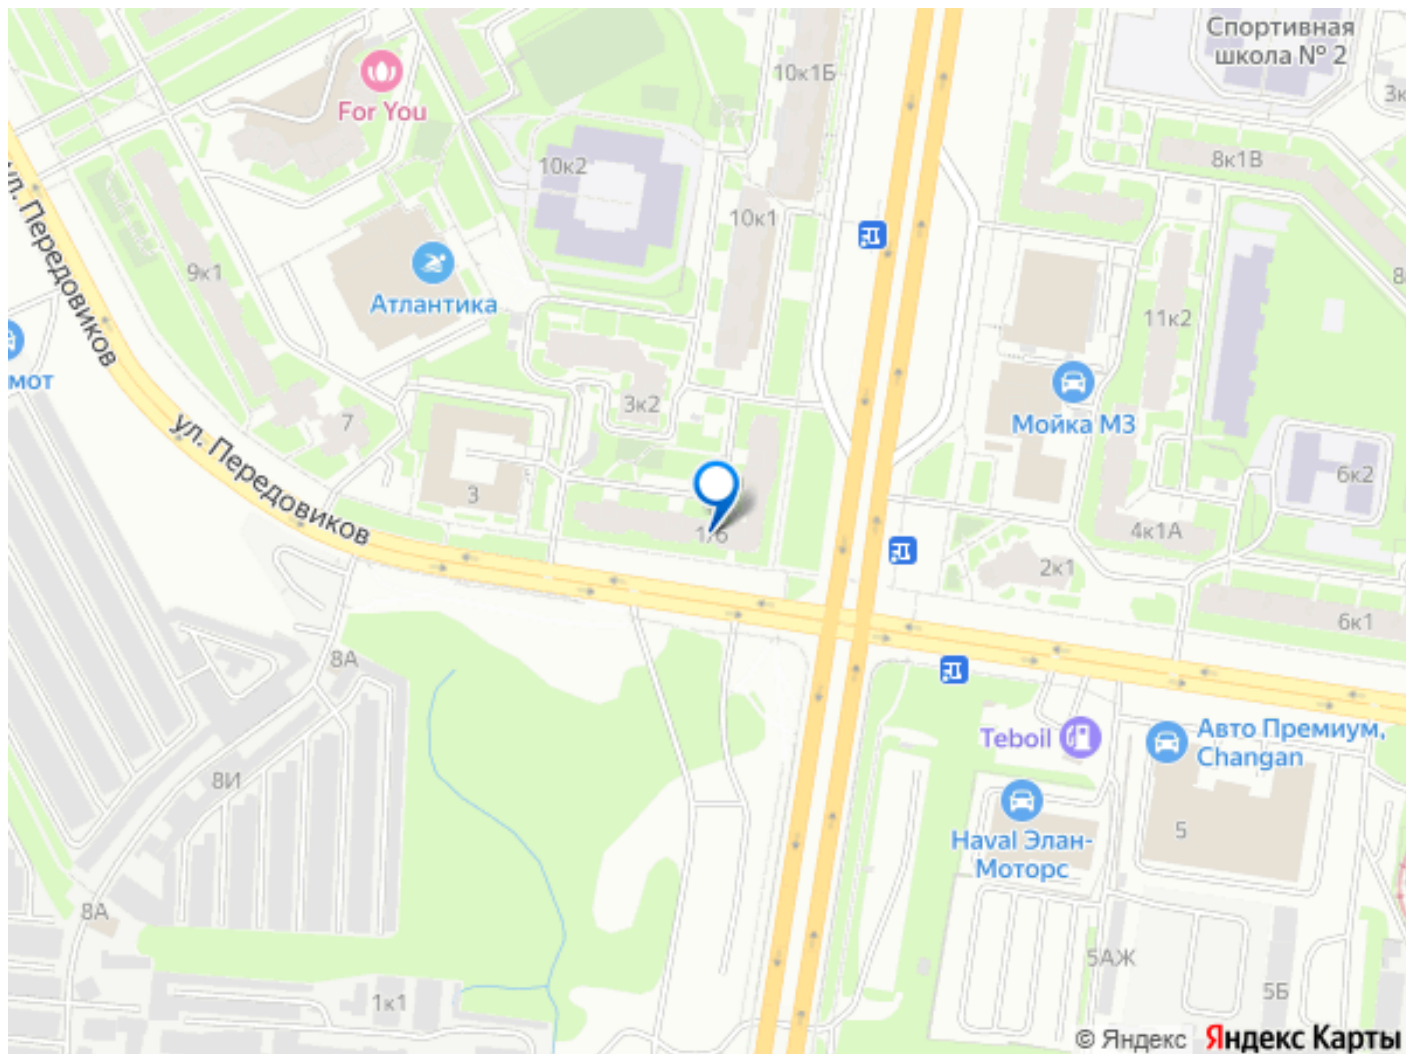 Спортивная
школа № 2
10к1Б
3к
For You
8к1В
10к2
ул. Передовиков
10к1
9к1
8
Атлантика
11к2
мот
Мойка М3
3к2
7
ул. Передовиков
6к2
3
1/6
4к1А
2к1
6к1
8А
Teboil
Авто Премиум,
Changan
8И
5
Haval Элан-
Моторс
8А
5АЖ
1к1
5Б
© Яндекс Яндекс Карты